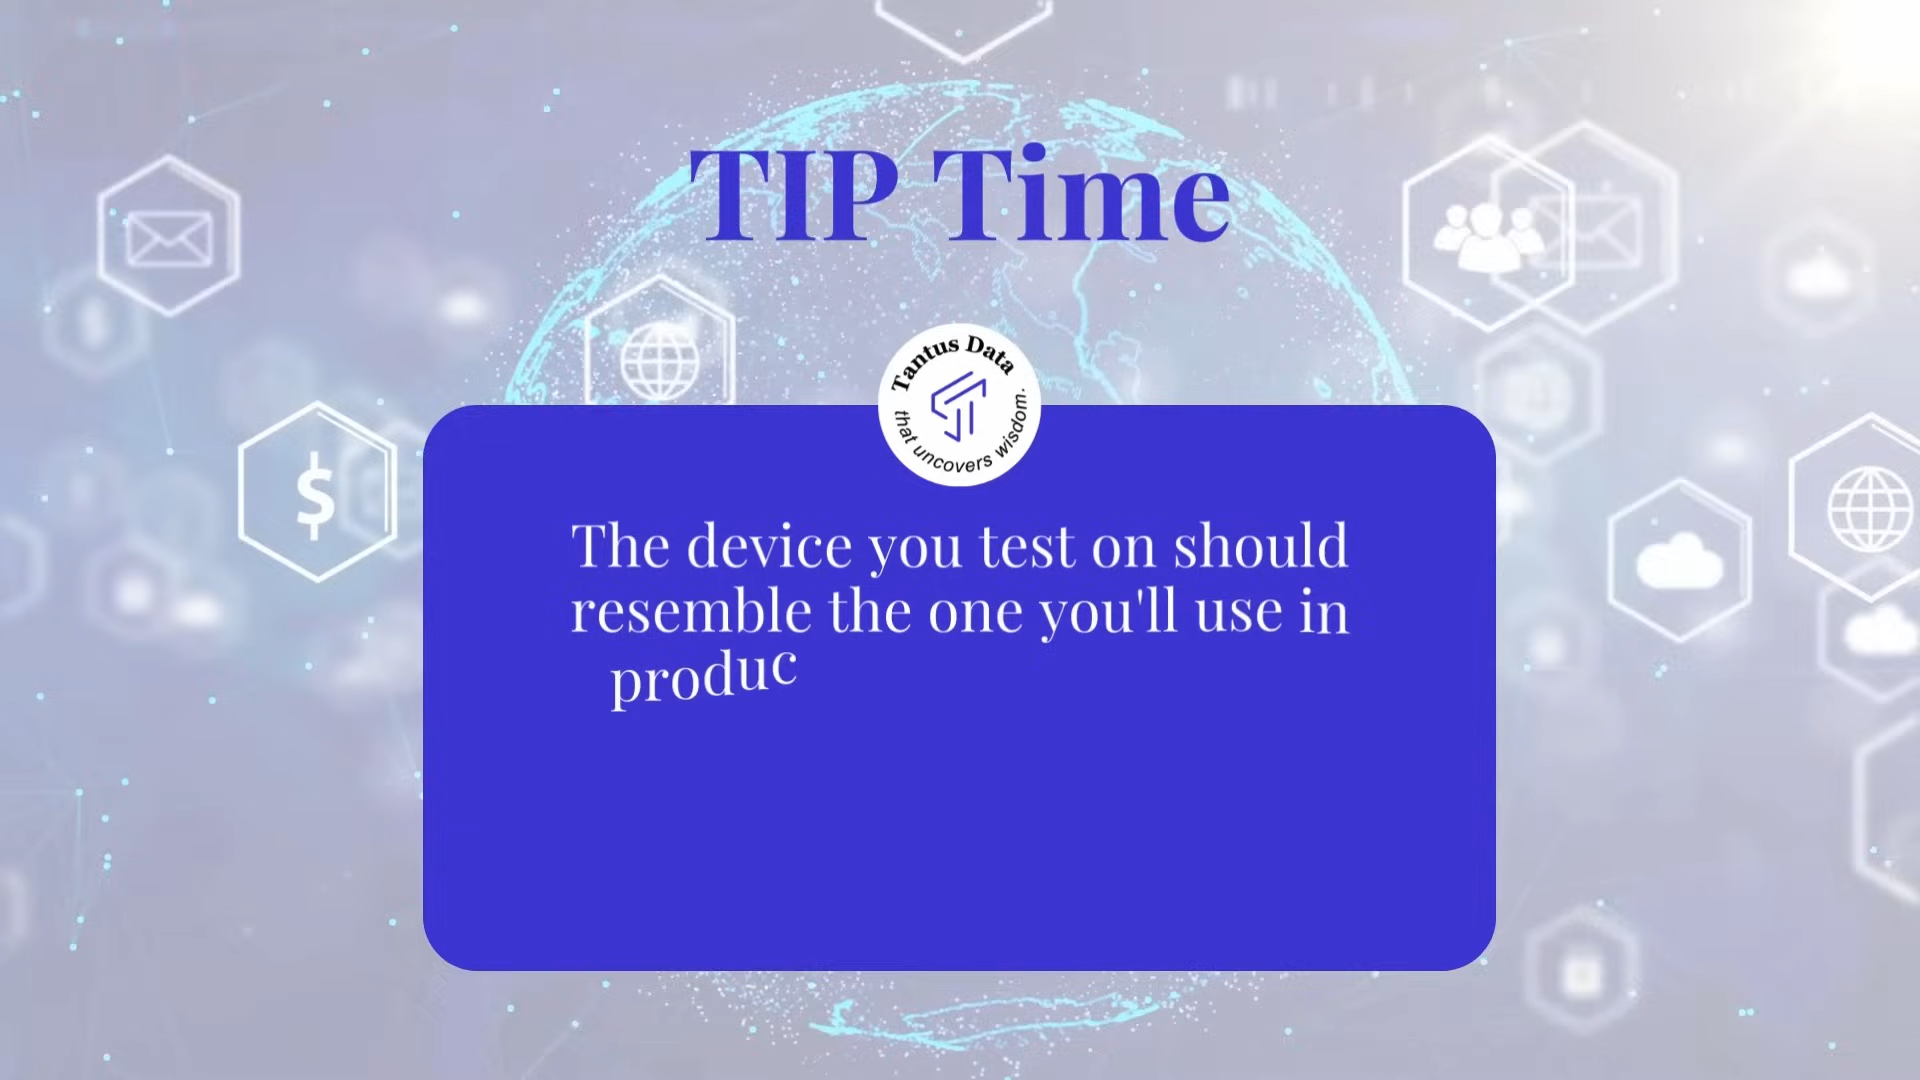 TIP Time
Tantus Data
that uncovers wisdom.
The device you test on should
resemble the one you'll use in
produc